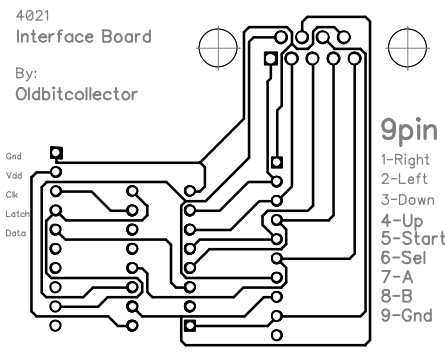 4021
Interface Board
By:
Oldbitcollector
Gnd
Vdd
Clk
Latch
Data
9pin
1-Right
2-Left
3-Down
4-Up
5-Start
6-Sel
7-A
8-B
9-Gnd